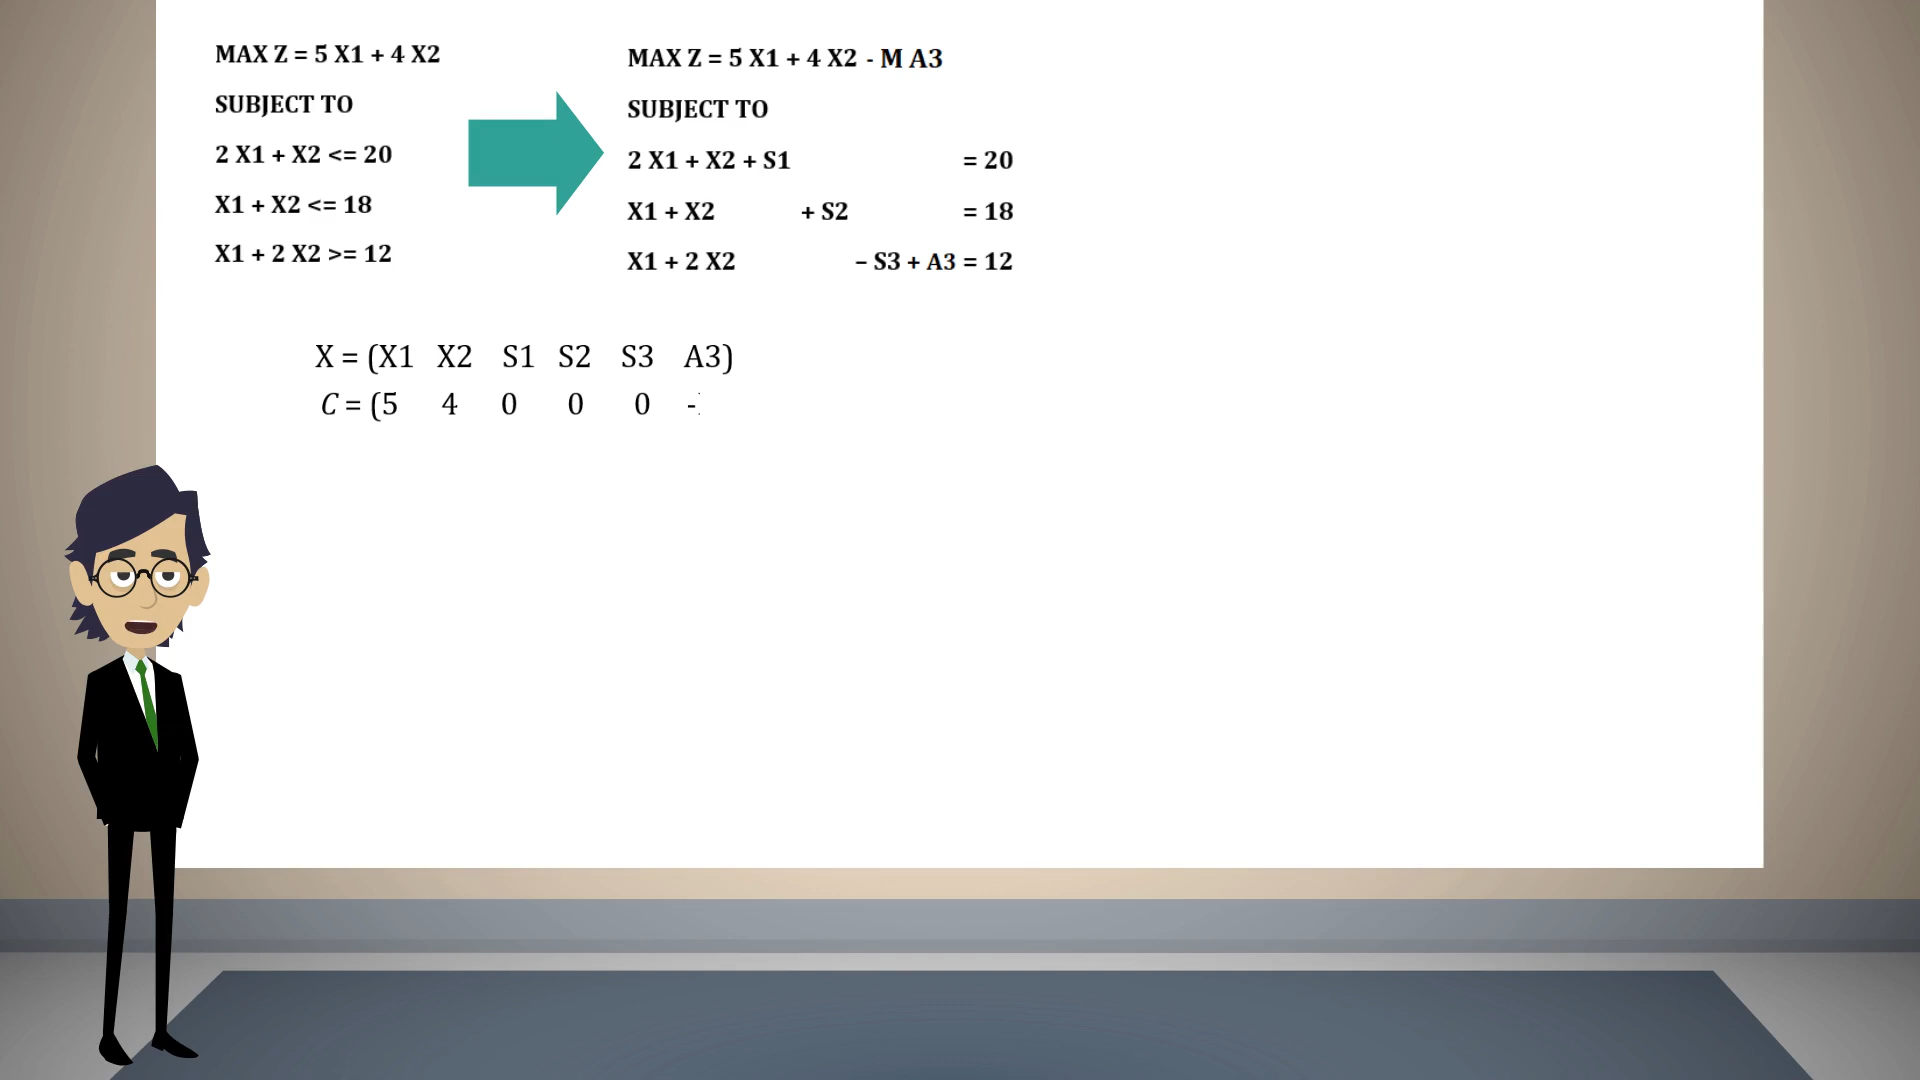 MAX Z = 5 X1 + 4 X2
SUBJECT TO
2 X1 + X2 <= 20
X1 + X2 <= 18
X1 + 2 X2 >= 12
MAX Z = 5 X1 + 4 X2 - M A3
SUBJECT TO
2 X1 + X2 + S1 = 20
X1 + X2 + S2 = 18
X1 + 2 X2 – S3 + A3 = 12
X = (X1 X2 S1 S2 S3 A3)
C = (5 4 0 0 0 -